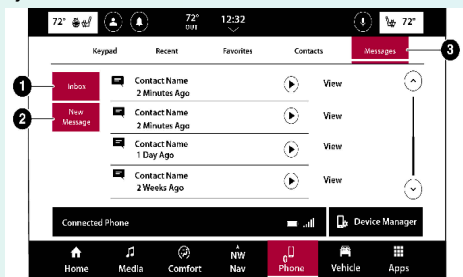 72° 72° OUT 12:32 72°
Keypad Recent Favorites Contacts Messages 3
1 Inbox Contact Name View
2 Minutes Ago
2 New Message Contact Name View
2 Minutes Ago
Contact Name View
1 Day Ago
Contact Name View
2 Weeks Ago
Connected Phone Device Manager
NW
Home Media Comfort Nav Phone Vehicle Apps